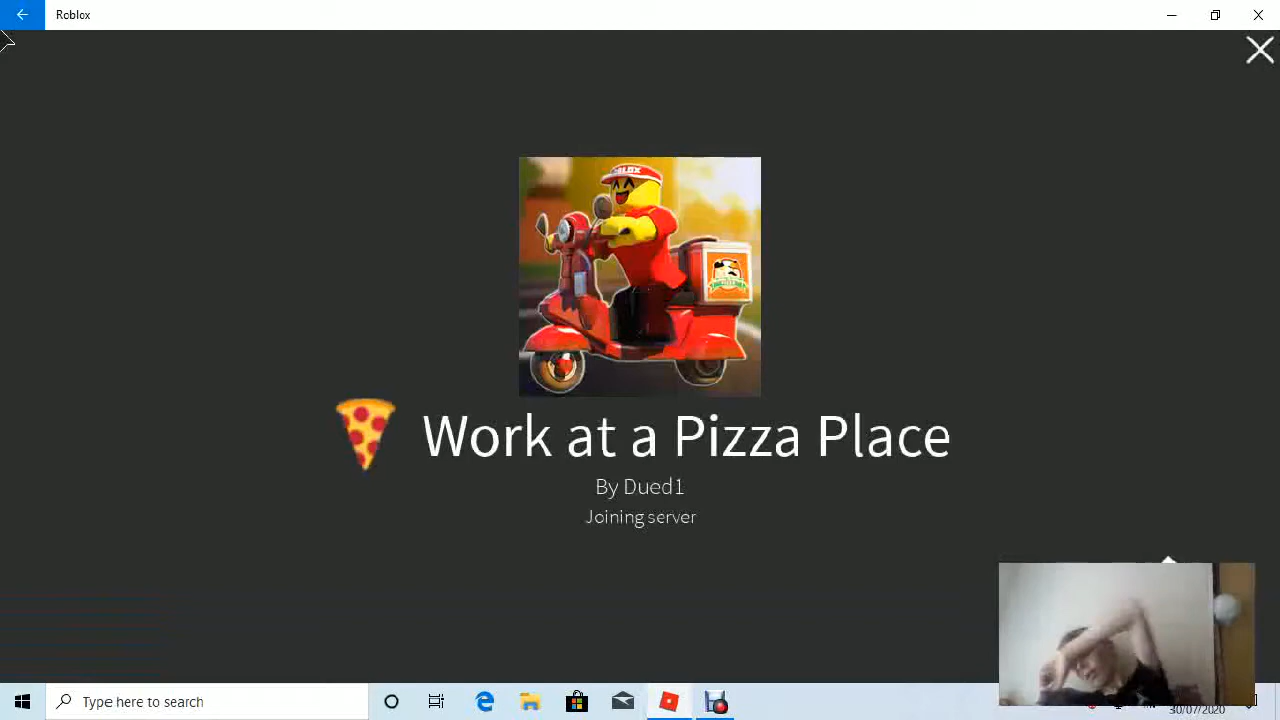 Roblox
Work at a Pizza Place
By Dued1
Joining server
Type here to search
30/07/2020